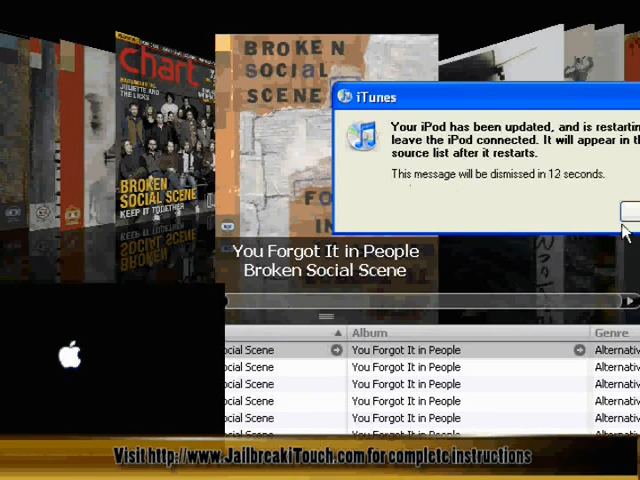 chart
BROKEN
SOCIAL SCENE
KEEP IT TOGETHER
BROKEN
SOCIAL
SCENE
iTunes
Your iPod has been updated, and is restartin
leave the iPod connected. It will appear in th
source list after it restarts.
This message will be dismissed in 12 seconds.
You Forgot It in People
Broken Social Scene
Album
Genre
ocial Scene
You Forgot It in People
Alternativ
ocial Scene
You Forgot It in People
Alternativ
ocial Scene
You Forgot It in People
Alternativ
ocial Scene
You Forgot It in People
Alternativ
ocial Scene
You Forgot It in People
Alternativ
Visit http://www.JailbreakiTouch.com for complete instructions